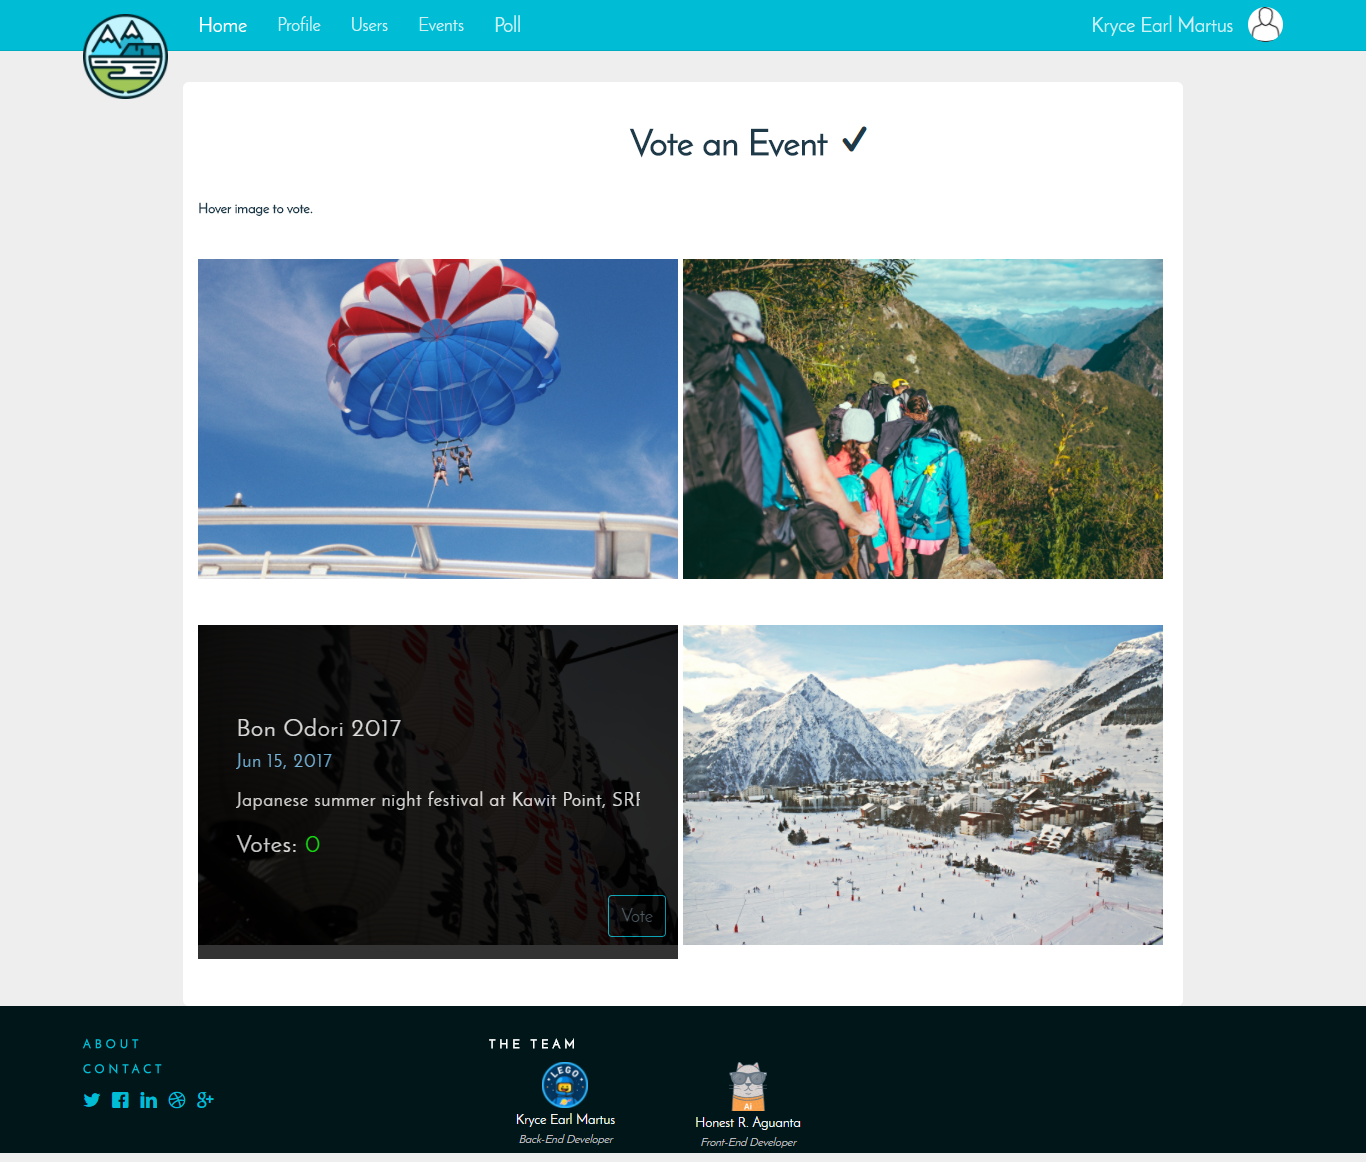 Home Profile Users Events Poll Kryce Earl Martus
Vote an Event
Hover image to vote.
Bon Odori 2017
Jun 15, 2017
Japanese summer night festival at Kawit Point, SRP
Votes: 0
Vote
ABOUT
CONTACT
THE TEAM
LEGO
Kryce Earl Martus
Back-End Developer
AI
Honest R. Aguanta
Front-End Developer